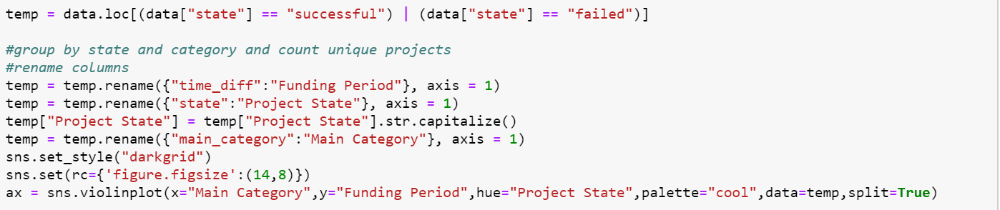 temp = data.loc[(data["state"] == "successful") | (data["state"] == "failed")]
#group by state and category and count unique projects
#rename columns
temp = temp.rename({"time_diff":"Funding Period"}, axis = 1)
temp = temp.rename({"state":"Project State"}, axis = 1)
temp["Project State"] = temp["Project State"].str.capitalize()
temp = temp.rename({"main_category":"Main Category"}, axis = 1)
sns.set_style("darkgrid")
sns.set(rc={'figure.figsize':(14,8)})
ax = sns.violinplot(x="Main Category",y="Funding Period",hue="Project State",palette="cool",data=temp,split=True)